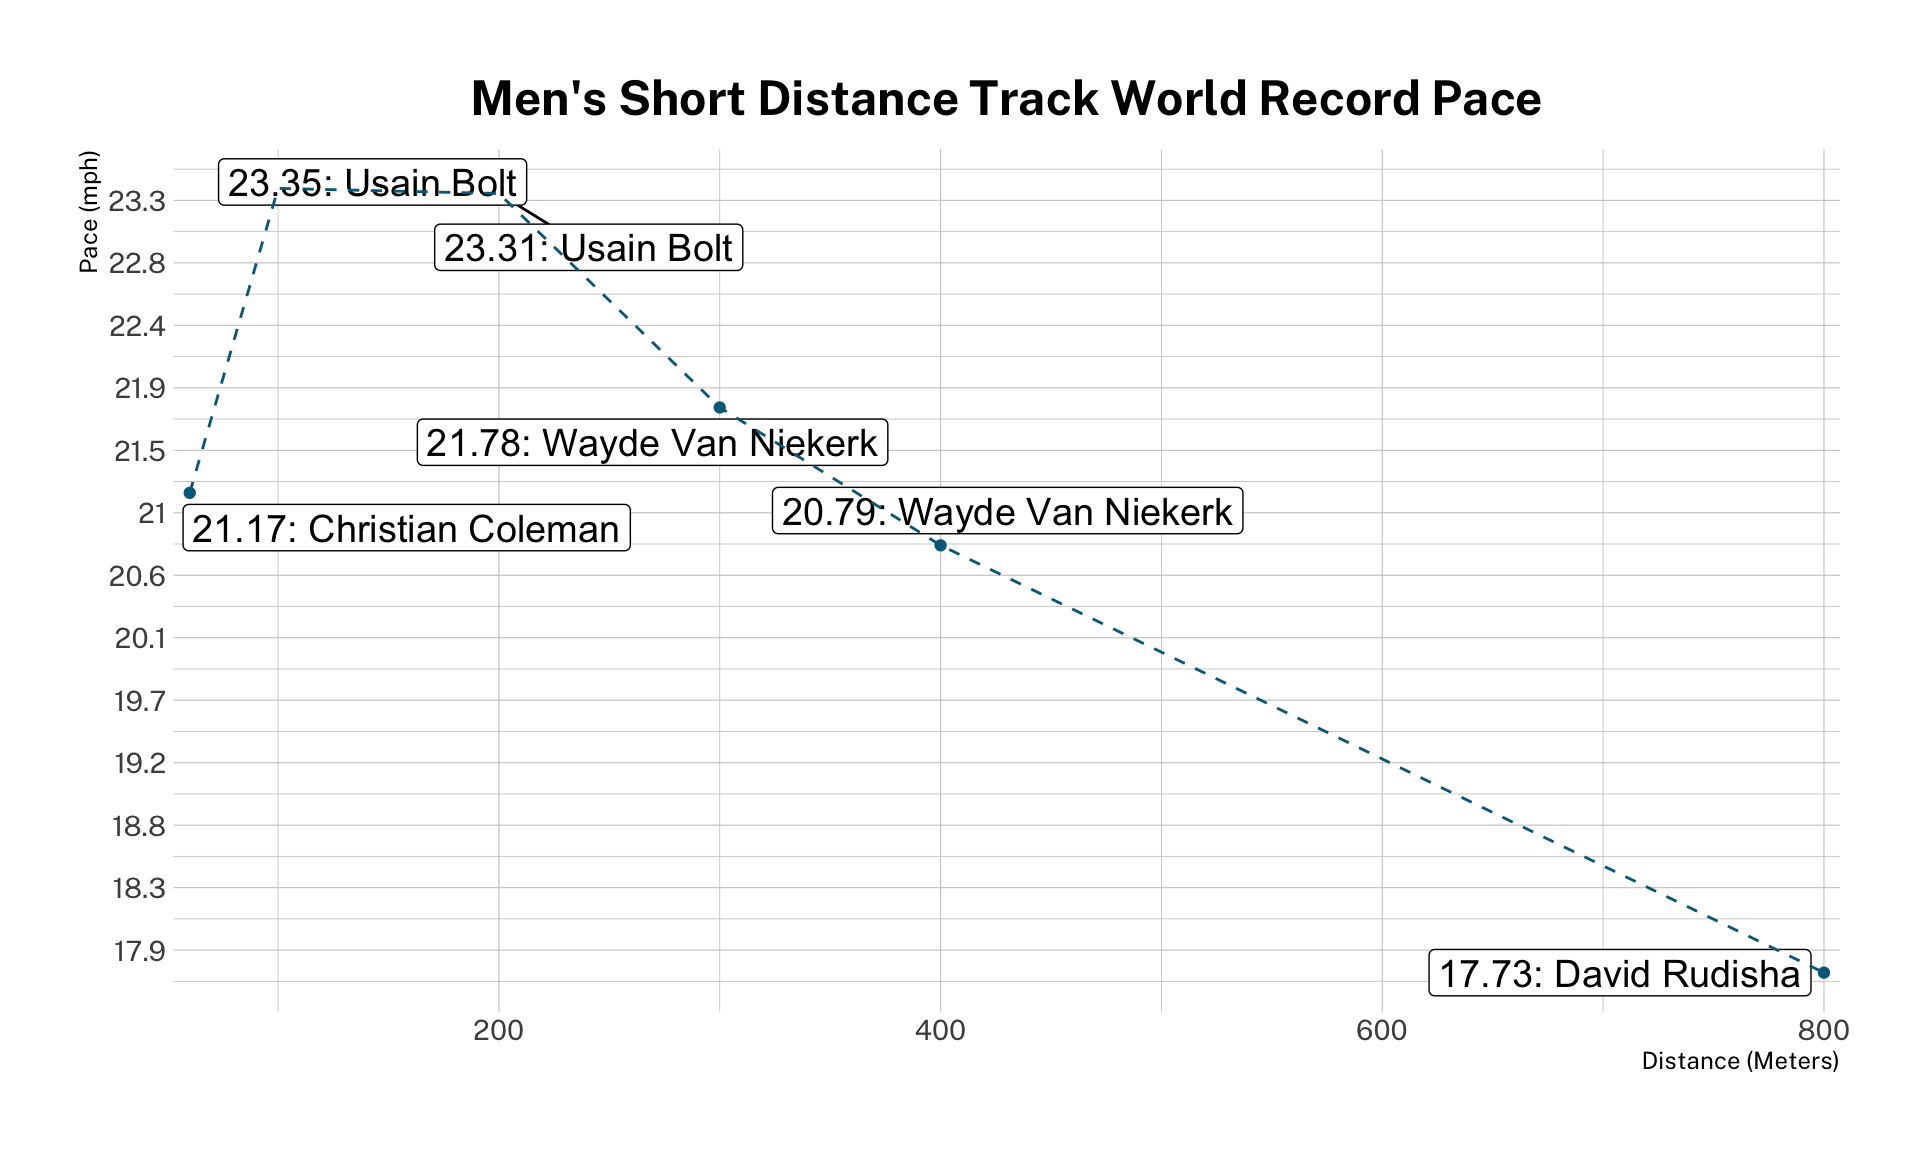 Men's Short Distance Track World Record Pace
Pace (mph)
23.3
22.8
22.4
21.9
21.5
21
20.6
20.1
19.7
19.2
18.8
18.3
17.9
23.35: Usain Bolt
23.31: Usain Bolt
21.78: Wayde Van Niekerk
20.79: Wayde Van Niekerk
21.17: Christian Coleman
17.73: David Rudisha
200
400
600
800
Distance (Meters)